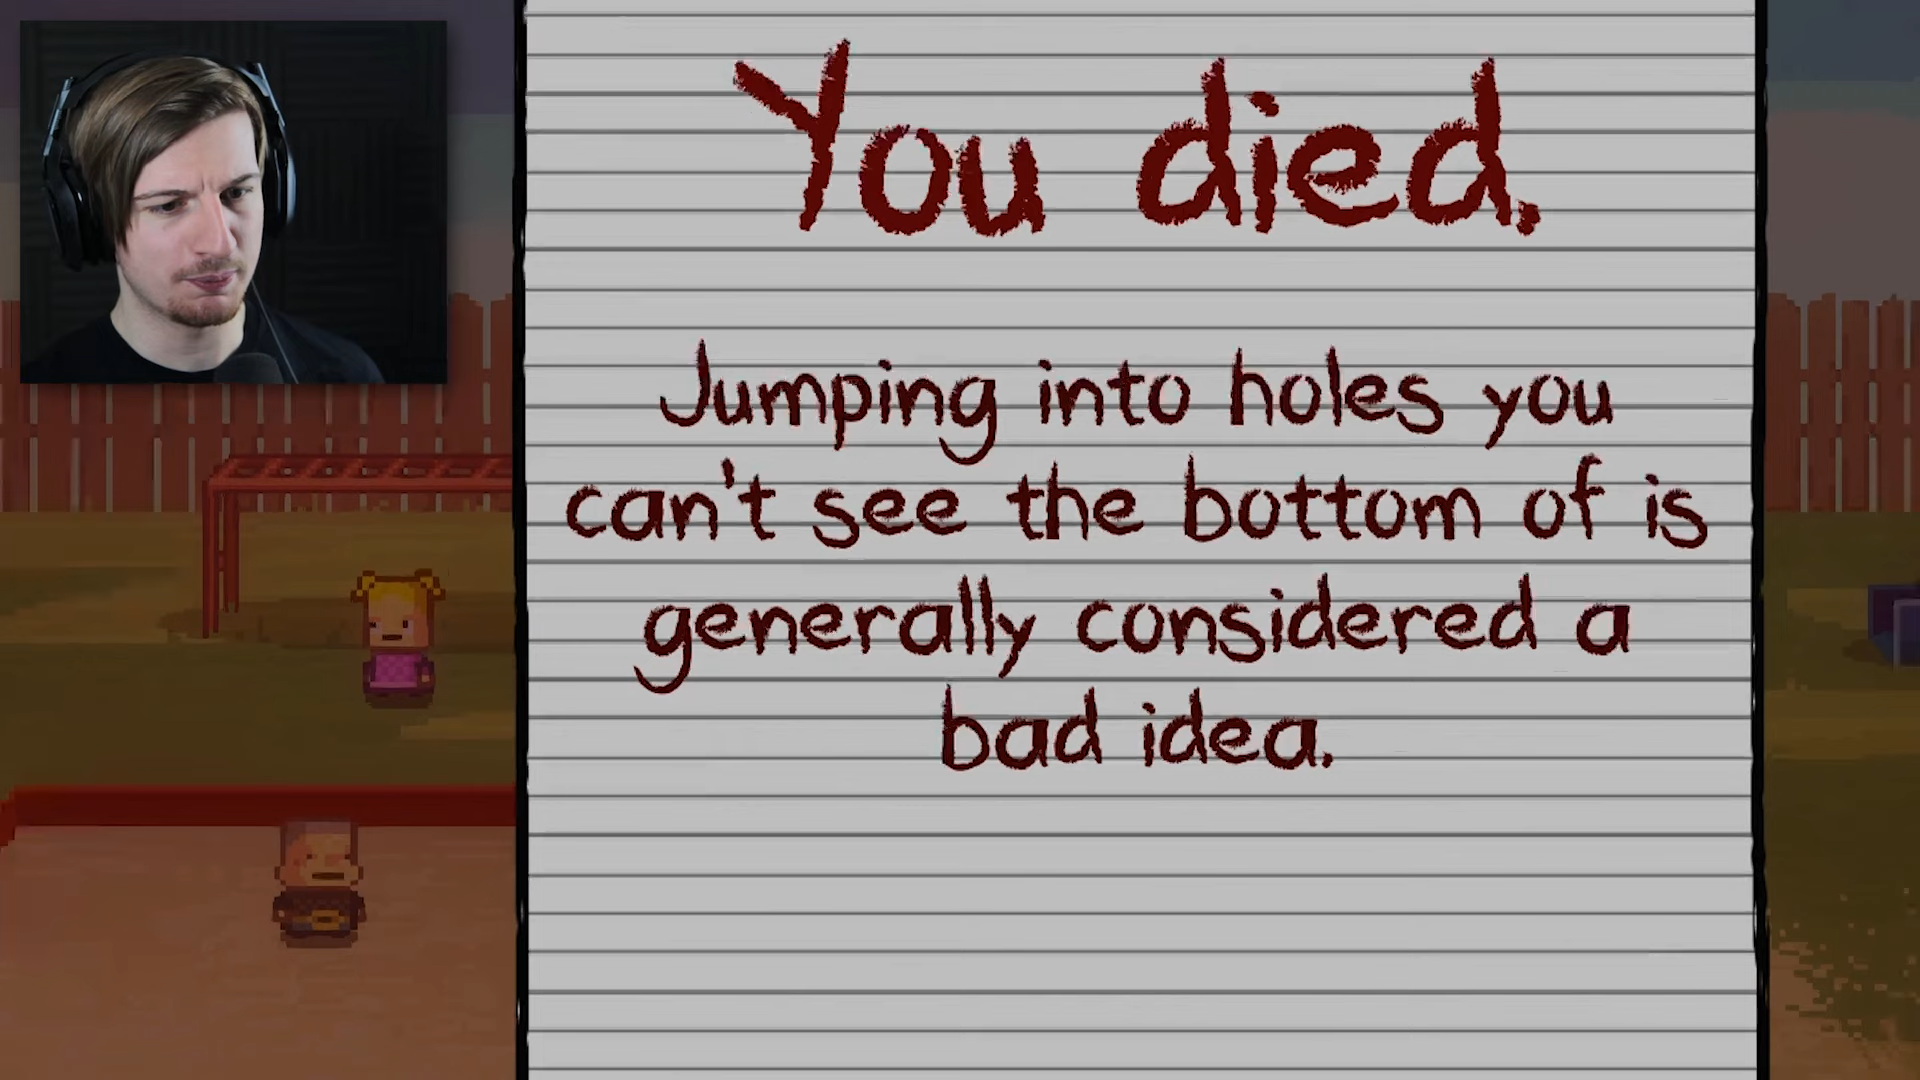 You died.
Jumping into holes you
can't see the bottom of is
generally considered a
bad idea.